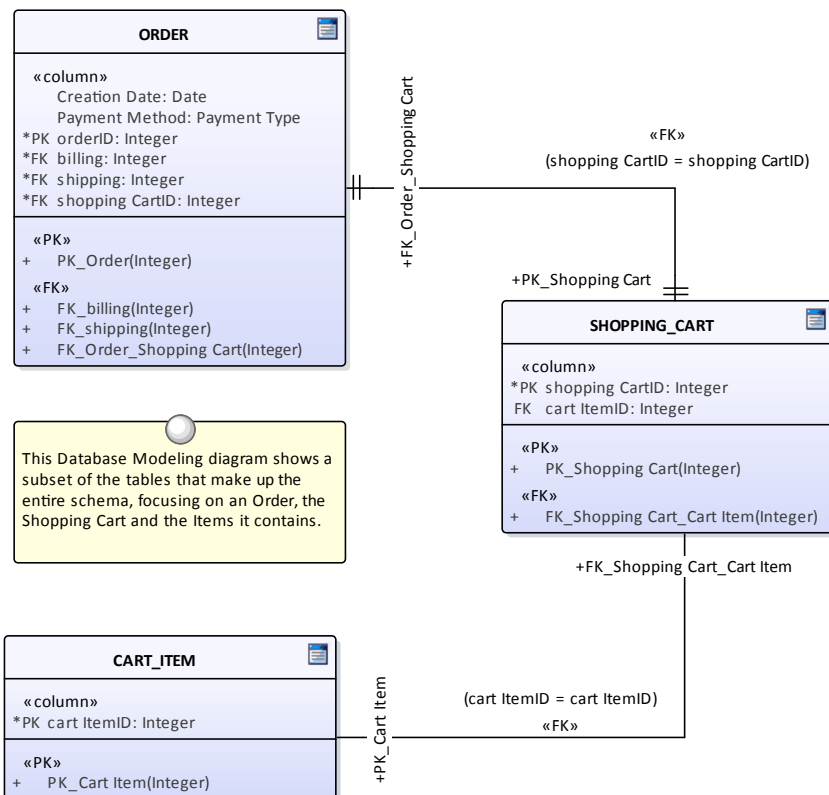 ORDER
«column»
Creation Date: Date
Payment Method: Payment Type
*PK orderID: Integer
*FK billing: Integer
*FK shipping: Integer
*FK shopping CartID: Integer
«PK»
+ PK_Order(Integer)
«FK»
+ FK_billing(Integer)
+ FK_shipping(Integer)
+ FK_Order_Shopping Cart(Integer)
+FK_Order_Shopping Cart
«FK»
(shopping CartID = shopping CartID)
+PK_Shopping Cart
SHOPPING_CART
«column»
*PK shopping CartID: Integer
FK cart ItemID: Integer
«PK»
+ PK_Shopping Cart(Integer)
«FK»
+ FK_Shopping Cart_Cart Item(Integer)
This Database Modeling diagram shows a
subset of the tables that make up the
entire schema, focusing on an Order, the
Shopping Cart and the Items it contains.
+FK_Shopping Cart_Cart Item
CART_ITEM
«column»
*PK cart ItemID: Integer
«PK»
+ PK_Cart Item(Integer)
+PK_Cart Item
(cart ItemID = cart ItemID)
«FK»